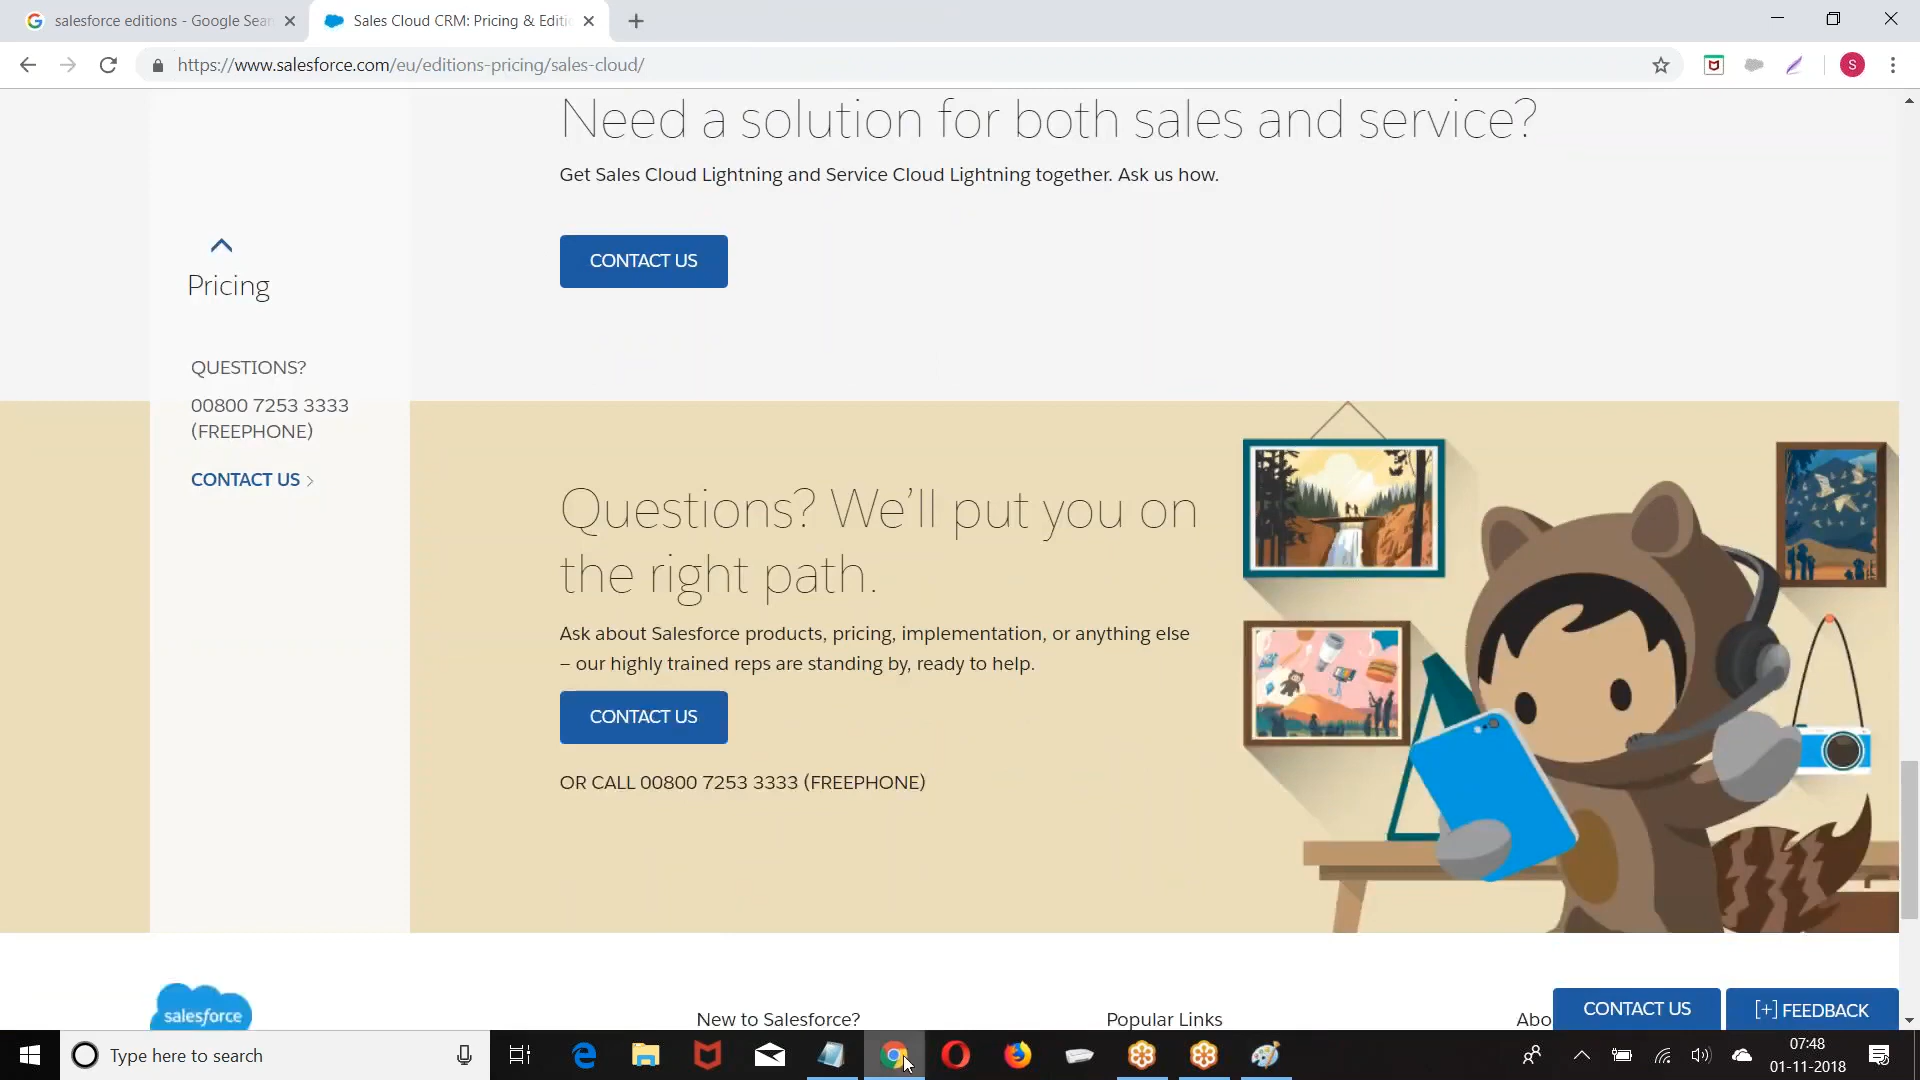 salesforce editions - Google Sear
Sales Cloud CRM: Pricing & Editi
https://www.salesforce.com/eu/editions-pricing/sales-cloud/
S
Need a solution for both sales and service?
Get Sales Cloud Lightning and Service Cloud Lightning together. Ask us how.
CONTACT US
Pricing
QUESTIONS?
00800 7253 3333
(FREEPHONE)
CONTACT US >
Questions? We’ll put you on
the right path.
Ask about Salesforce products, pricing, implementation, or anything else
– our highly trained reps are standing by, ready to help.
CONTACT US
OR CALL 00800 7253 3333 (FREEPHONE)
salesforce
New to Salesforce?
Popular Links
Abo
CONTACT US
[+] FEEDBACK
Type here to search
07:48
01-11-2018